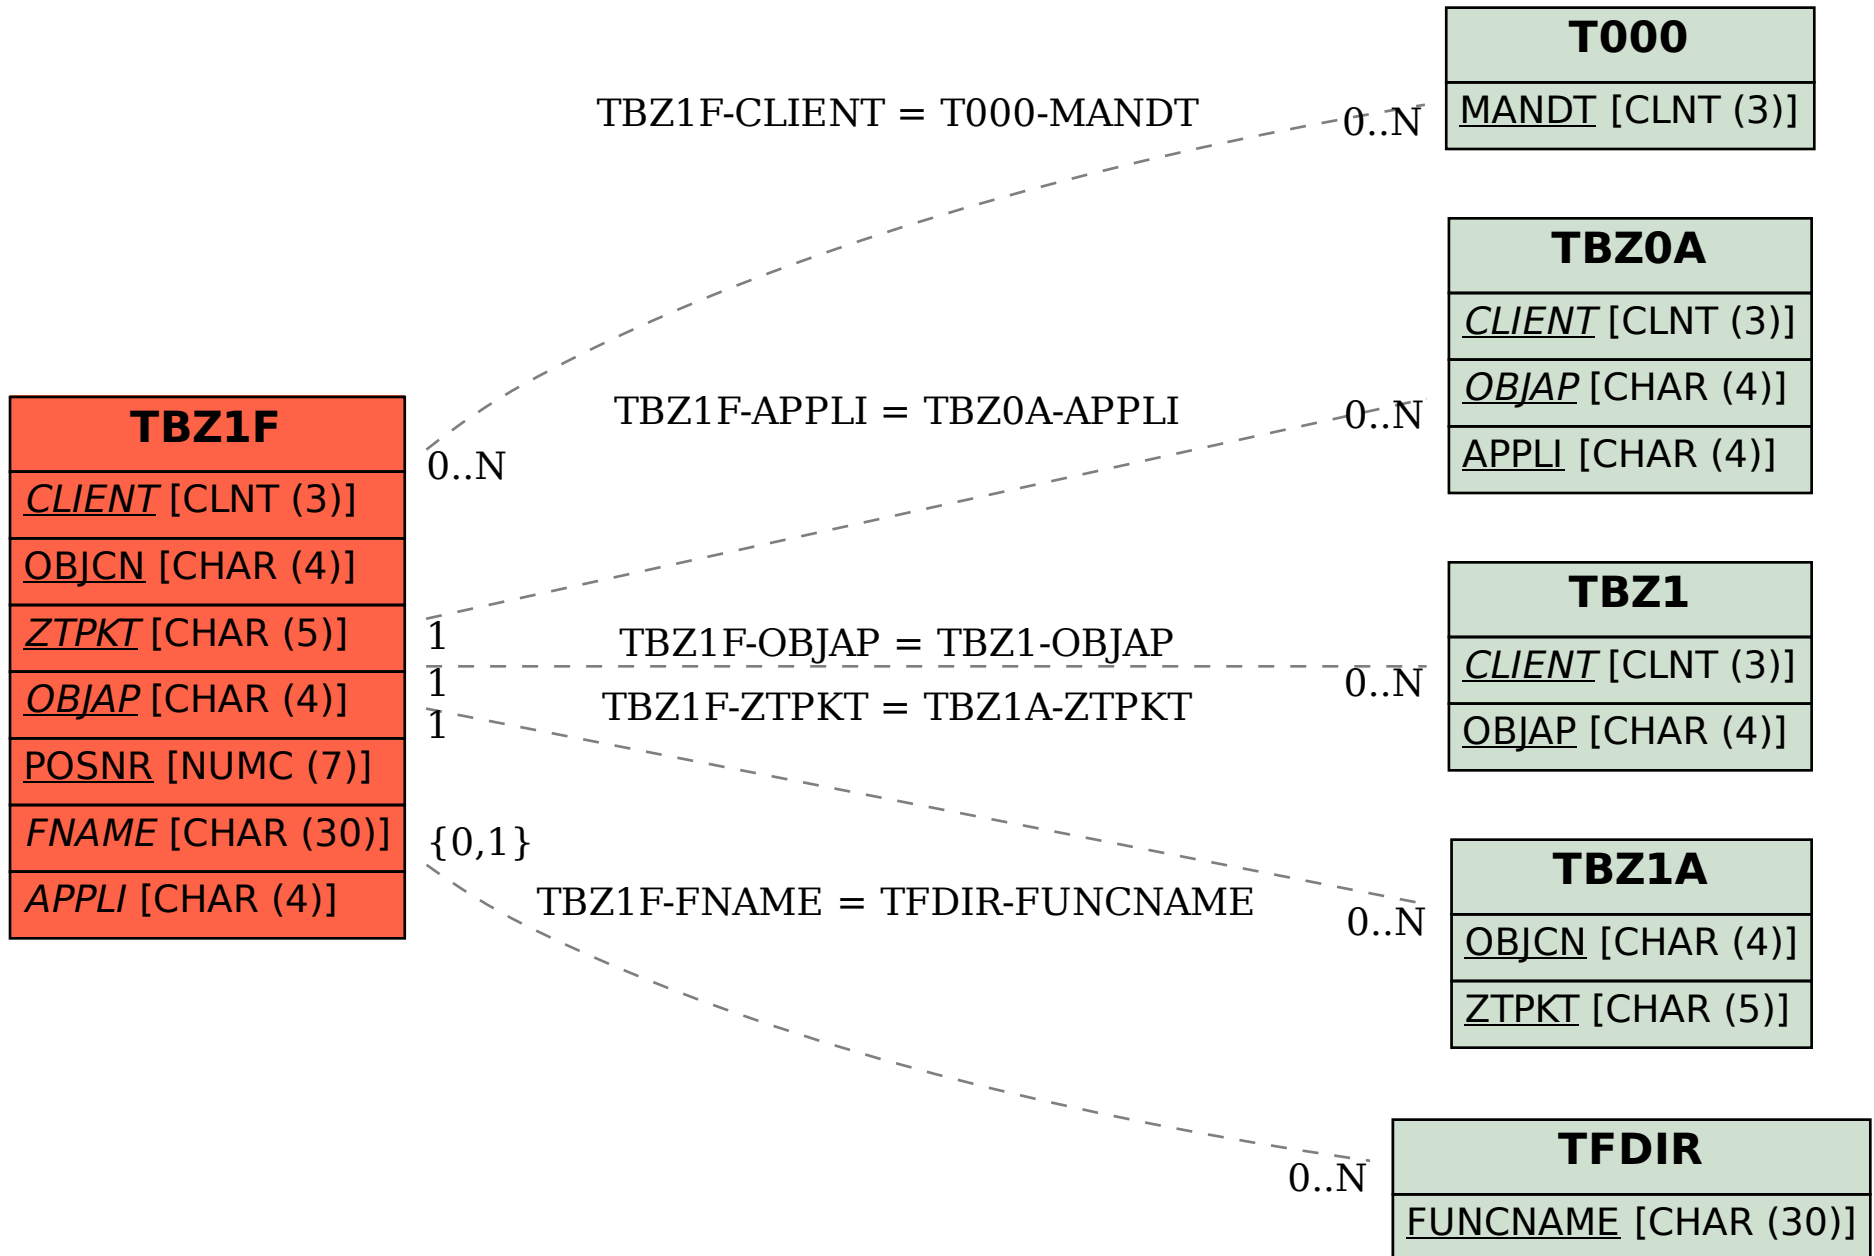 TBZ1F
CLIENT [CLNT (3)]
OBJCN [CHAR (4)]
ZTPKT [CHAR (5)]
OBJAP [CHAR (4)]
POSNR [NUMC (7)]
FNAME [CHAR (30)]
APPLI [CHAR (4)]
TBZ1F-CLIENT = T000-MANDT
0..N
0..N
TBZ1F-APPLI = TBZ0A-APPLI
0..N
1
TBZ1F-OBJAP = TBZ1-OBJAP
1
0..N
TBZ1F-ZTPKT = TBZ1A-ZTPKT
1
0..N
{0,1}
TBZ1F-FNAME = TFDIR-FUNCNAME
0..N
T000
MANDT [CLNT (3)]
TBZ0A
CLIENT [CLNT (3)]
OBJAP [CHAR (4)]
APPLI [CHAR (4)]
TBZ1
CLIENT [CLNT (3)]
OBJAP [CHAR (4)]
TBZ1A
OBJCN [CHAR (4)]
ZTPKT [CHAR (5)]
TFDIR
FUNCNAME [CHAR (30)]